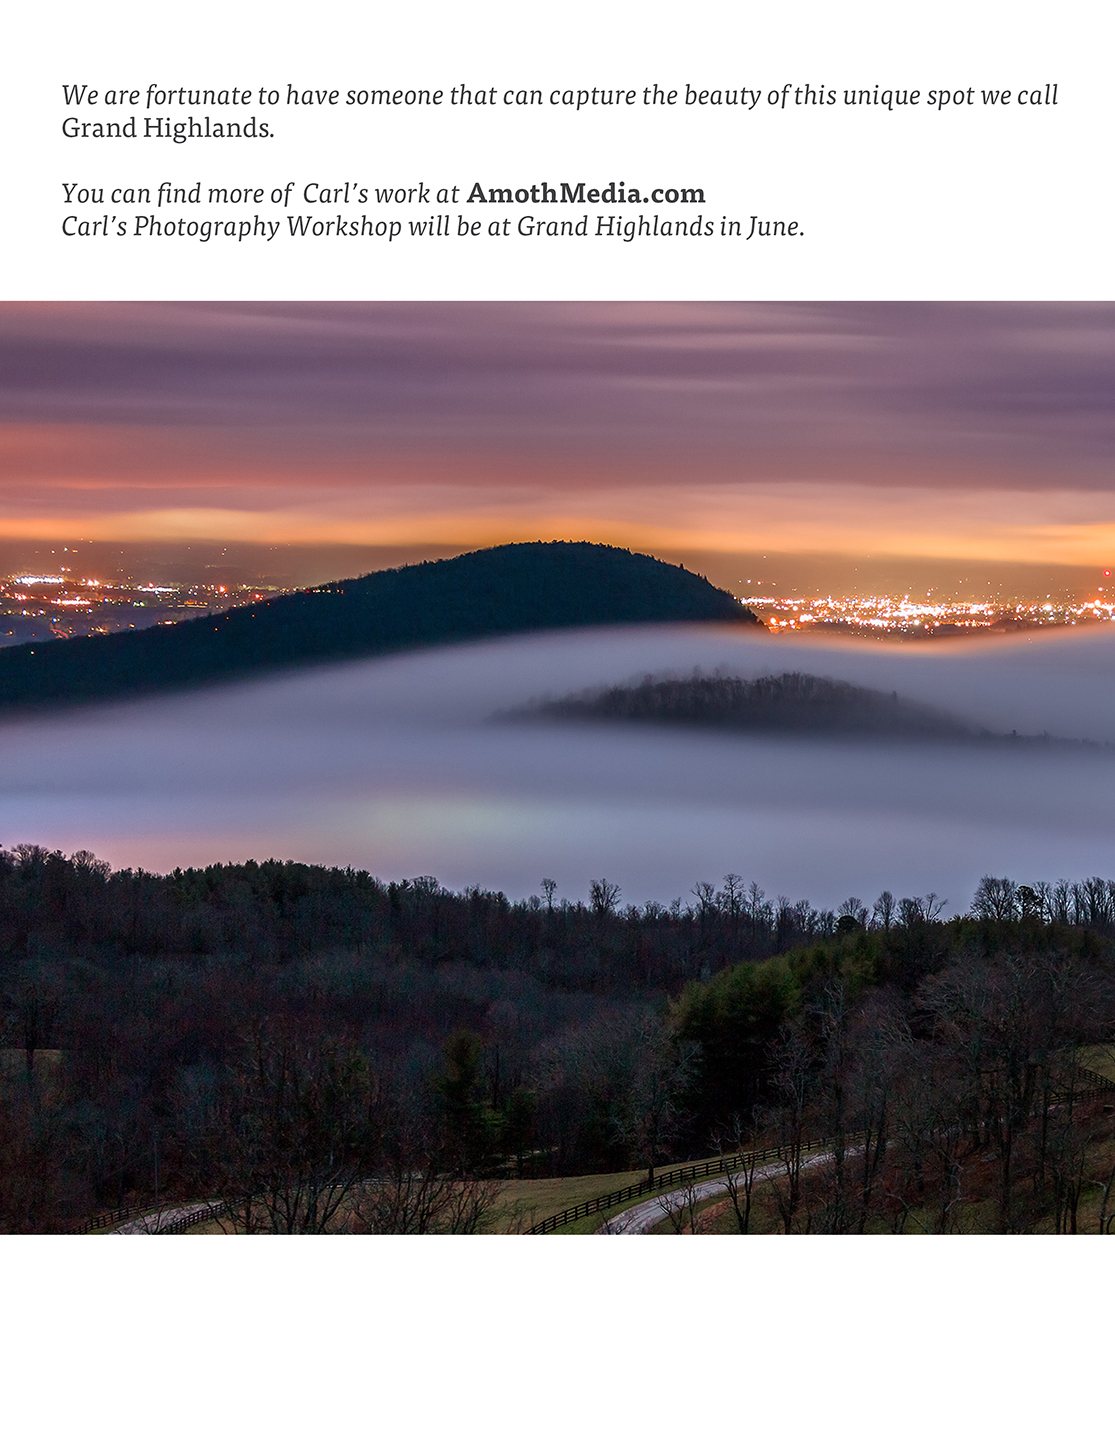 We are fortunate to have someone that can capture the beauty of this unique spot we call
Grand Highlands.
You can find more of Carl’s work at AmothMedia.com
Carl’s Photography Workshop will be at Grand Highlands in June.